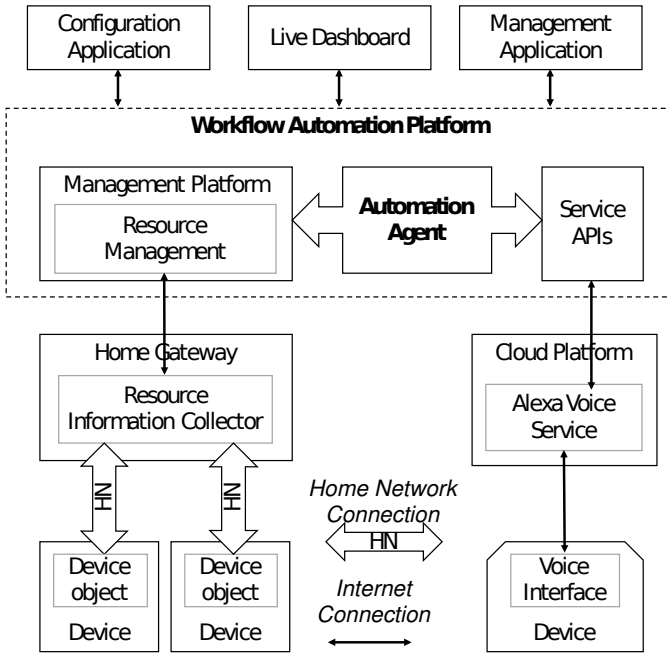 Configuration
Application
Live Dashboard
Management
Application
Workflow Automation Platform
Management Platform
Resource
Management
Automation
Agent
Service
APIs
Home Gateway
Resource
Information Collector
Cloud Platform
Alexa Voice
Service
HN
HN
Home Network
Connection
HN
Device
object
Device
Device
object
Device
Internet
Connection
Voice
Interface
Device